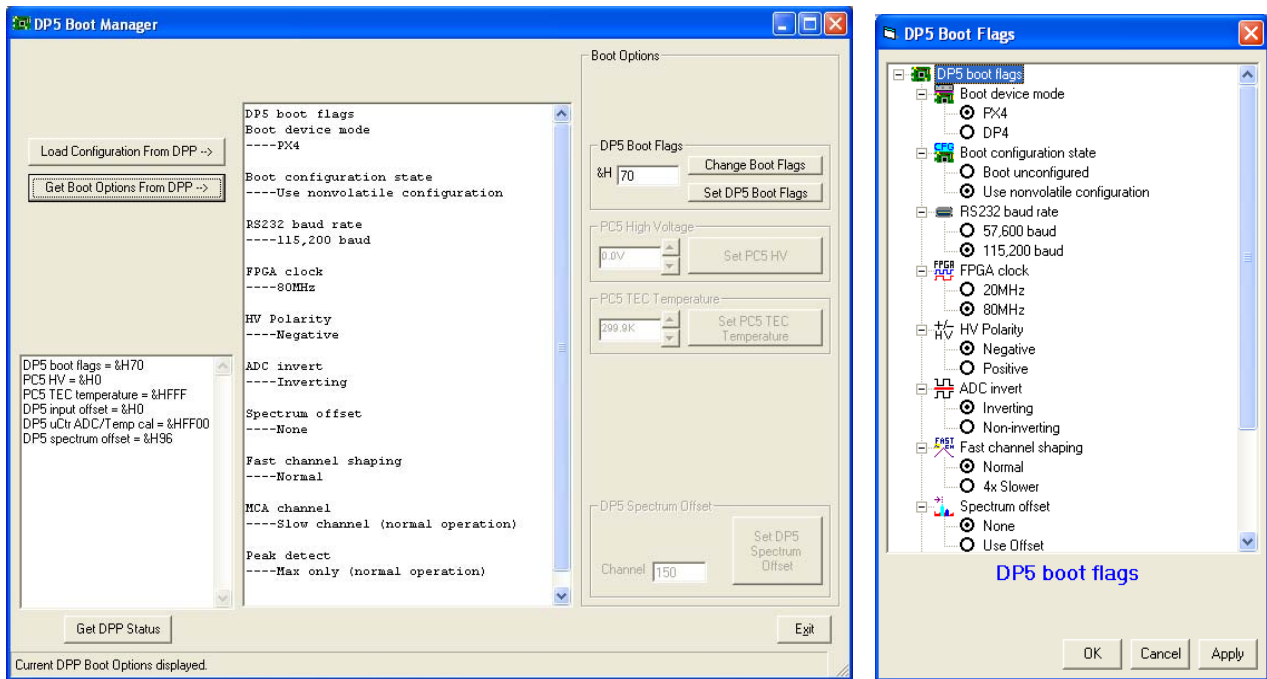 DP5 Boot Manager
Load Configuration From DPP -->
Get Boot Options From DPP -->
DP5 boot flags = &H70
PC5 HV = &H0
PC5 TEC temperature = &HFFF
DP5 input offset = &H0
DP5 uCtr ADC/Temp cal = &HFF00
DP5 spectrum offset = &H96
Get DPP Status
DP5 boot flags
Boot device mode
----PX4
Boot configuration state
----Use nonvolatile configuration
RS232 baud rate
----115,200 baud
FPGA clock
----80MHz
HV Polarity
----Negative
ADC invert
----Inverting
Spectrum offset
----None
Fast channel shaping
----Normal
MCA channel
----Slow channel (normal operation)
Peak detect
----Max only (normal operation)
Boot Options
DP5 Boot Flags
&H 70
Change Boot Flags
Set DP5 Boot Flags
PC5 High Voltage
0.0V
Set PC5 HV
PC5 TEC Temperature
299.9K
Set PC5 TEC
Temperature
DP5 Spectrum Offset
Channel 150
Set DP5
Spectrum
Offset
Exit
Current DPP Boot Options displayed.
DP5 Boot Flags
DP5 boot flags
Boot device mode
PX4
DP4
CFG
Boot configuration state
Boot unconfigured
Use nonvolatile configuration
RS232 baud rate
57,600 baud
115,200 baud
FPGA
FPGA clock
20MHz
80MHz
+/-
HV
HV Polarity
Negative
Positive
ADC invert
Inverting
Non-inverting
FAST
Fast channel shaping
Normal
4x Slower
Spectrum offset
None
Use Offset
DP5 boot flags
OK
Cancel
Apply